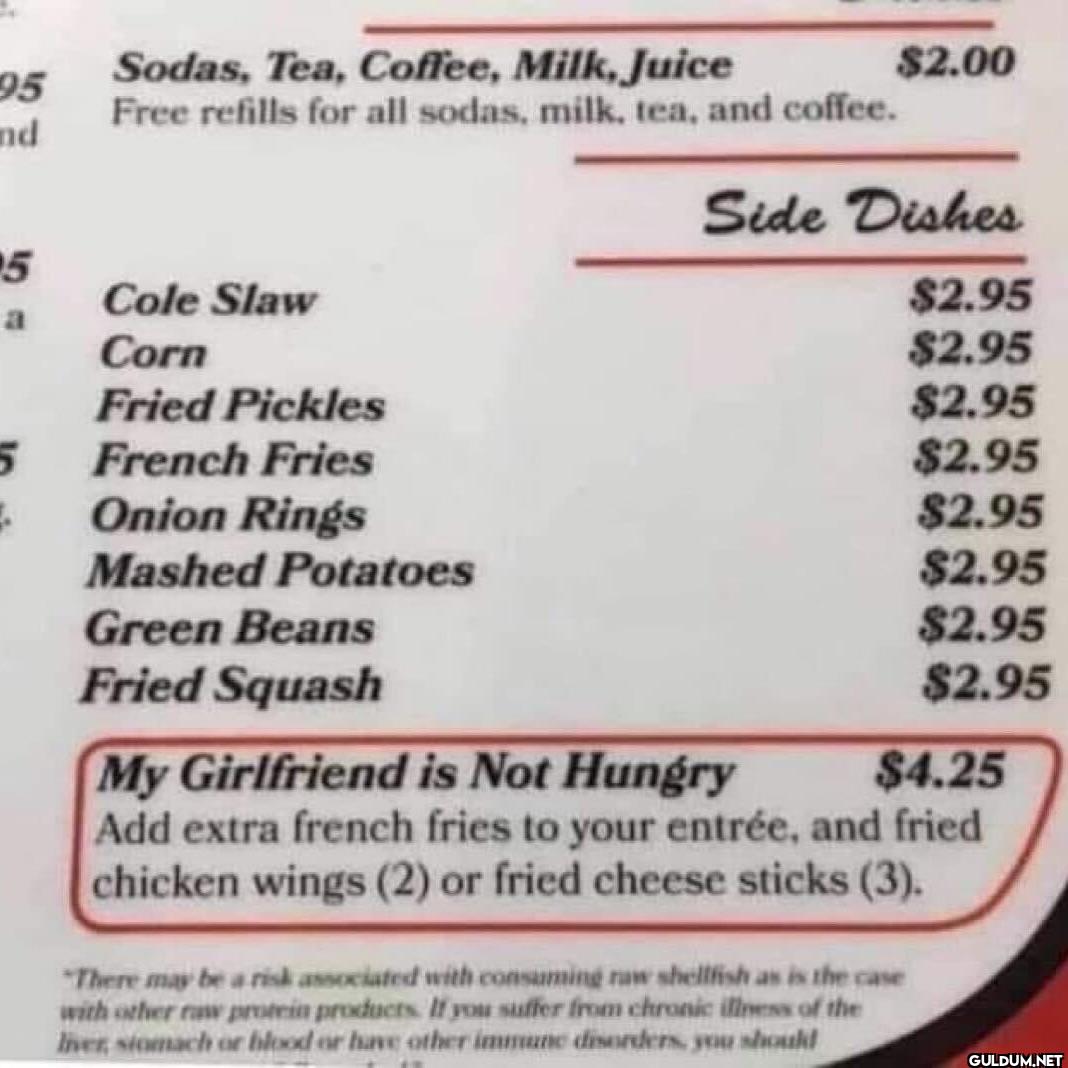 95
nd
5
a
5
Sodas, Tea, Coffee, Milk, Juice $2.00
Free refills for all sodas, milk, tea, and coffee.
Side Dishes
Cole Slaw $2.95
Corn $2.95
Fried Pickles $2.95
French Fries $2.95
Onion Rings $2.95
Mashed Potatoes $2.95
Green Beans $2.95
Fried Squash $2.95
My Girlfriend is Not Hungry $4.25
Add extra french fries to your entrée, and fried
chicken wings (2) or fried cheese sticks (3).
*There may be a risk associated with consuming raw shellfish as is the case
with other raw protein products. If you suffer from chronic illness of the
liver, stomach or blood or have other immune disorders, you should
GULDUM.NET